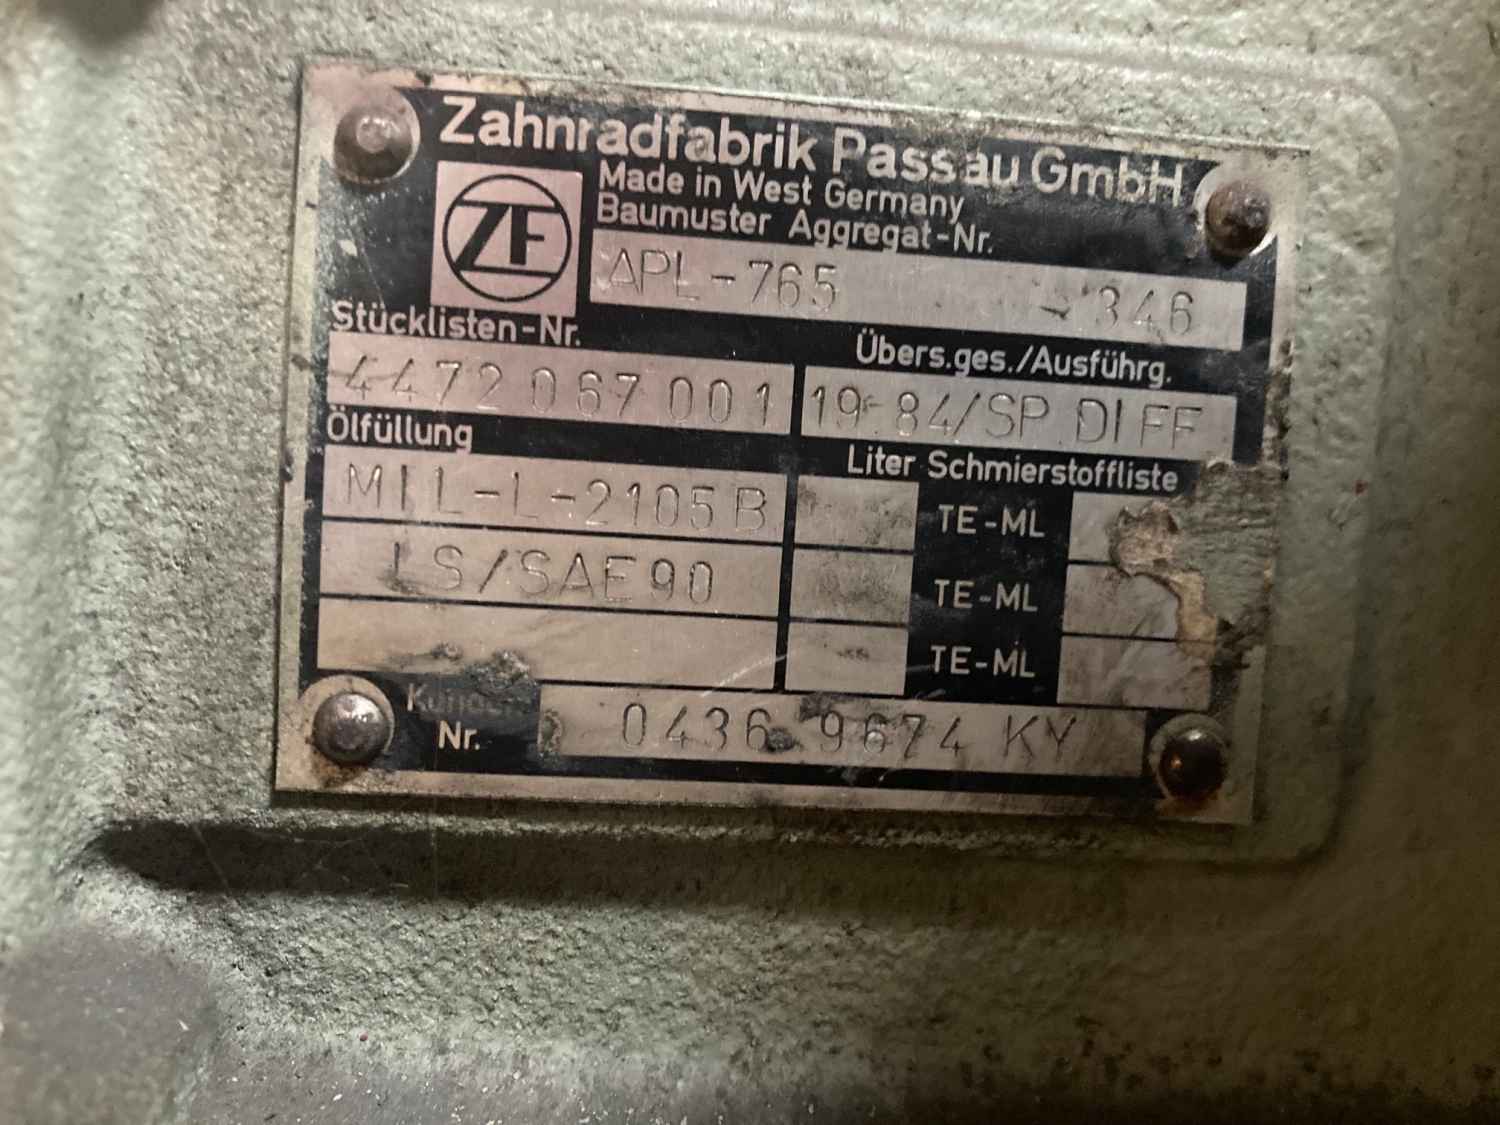 Zahnradfabrik Passau GmbH
ZF
Made in West Germany
Baumuster Aggregat-Nr.
APL-765 346
Stücklisten-Nr.
Übers.ges./Ausführg.
4472 067 001 19.84/SP.DIFF
Ölfüllung
Liter Schmierstoffliste
MIL-L-2105B TE-ML
LS/SAE90 TE-ML
TE-ML
Nr. 0436 9674 KY